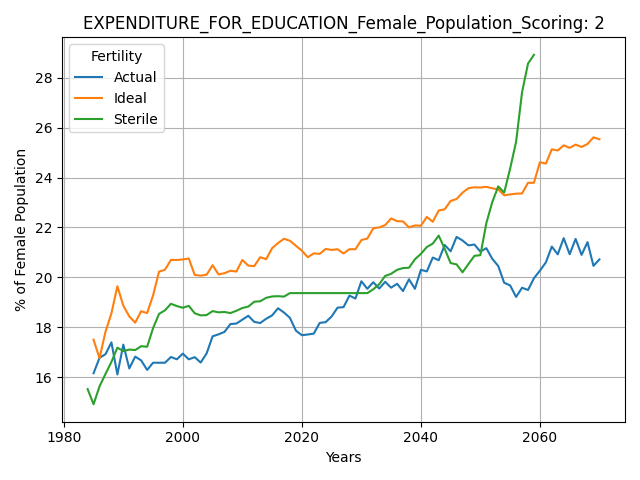 EXPENDITURE_FOR_EDUCATION_Female_Population_Scoring: 2
Fertility
Actual
Ideal
Sterile
% of Female Population
28
26
24
22
20
18
16
1980
2000
2020
2040
2060
Years